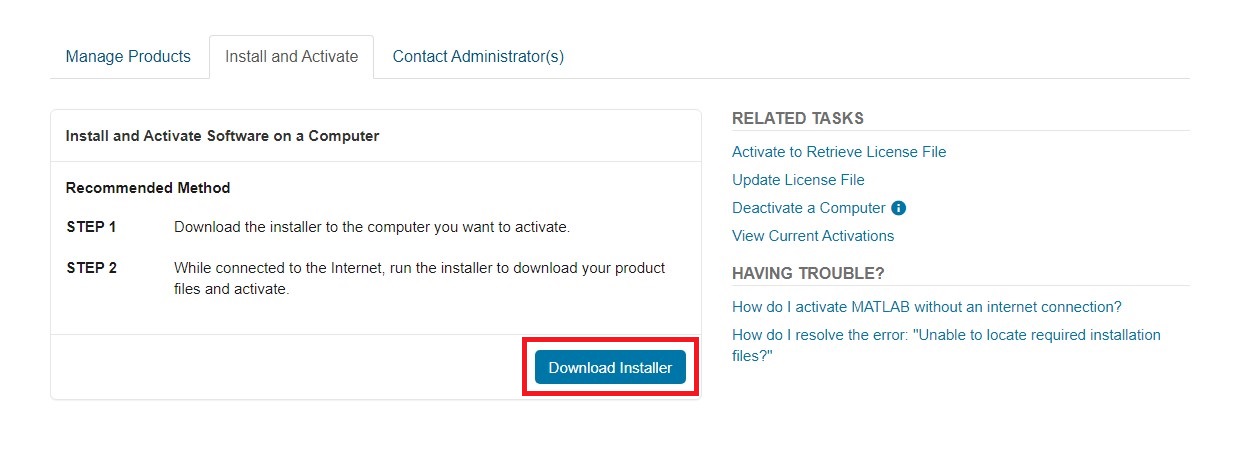 Manage Products
Install and Activate
Contact Administrator(s)
Install and Activate Software on a Computer
Recommended Method
STEP 1 Download the installer to the computer you want to activate.
STEP 2 While connected to the Internet, run the installer to download your product
files and activate.
Download Installer
RELATED TASKS
Activate to Retrieve License File
Update License File
Deactivate a Computer i
View Current Activations
HAVING TROUBLE?
How do I activate MATLAB without an internet connection?
How do I resolve the error: "Unable to locate required installation
files?"